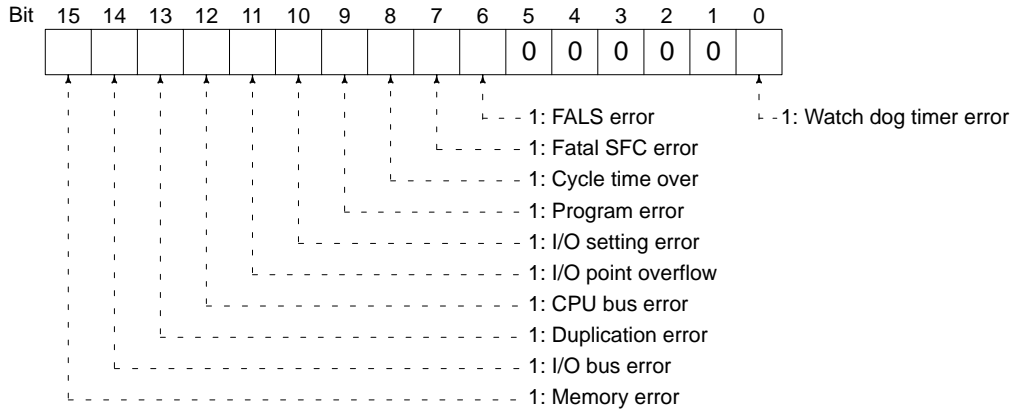 Bit 15 14 13 12 11 10 9 8 7 6 5 4 3 2 1 0
0 0 0 0 0
1: FALS error 1: Watch dog timer error
1: Fatal SFC error
1: Cycle time over
1: Program error
1: I/O setting error
1: I/O point overflow
1: CPU bus error
1: Duplication error
1: I/O bus error
1: Memory error